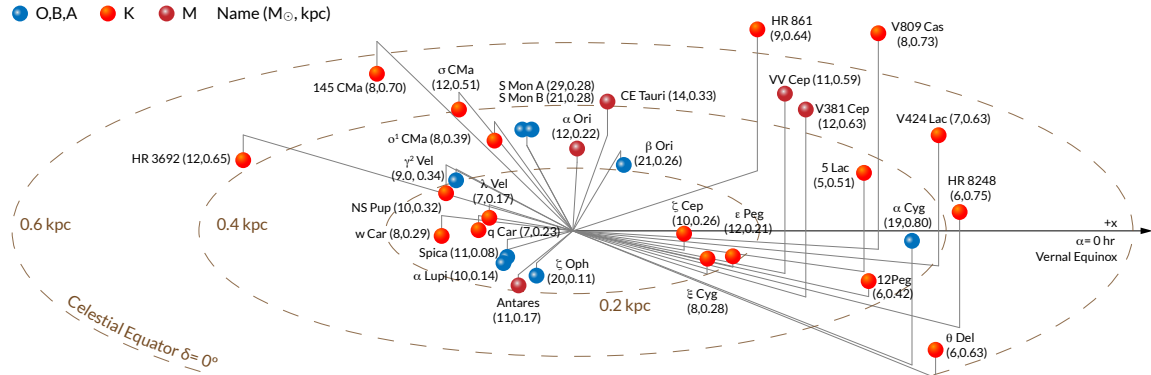 O,B,A K M Name (M☉, kpc)
HR 861
(9,0.64)
V809 Cas
(8,0.73)
145 CMa (8,0.70)
σ CMa
(12,0.51)
S Mon A (29,0.28)
S Mon B (21,0.28)
CE Tauri (14,0.33)
VV Cep (11,0.59)
V381 Cep
(12,0.63)
V424 Lac (7,0.63)
α Ori
(12,0.22)
ο¹ CMa (8,0.39)
β Ori
(21,0.26)
HR 3692 (12,0.65)
γ² Vel
(9.0, 0.34)
λ Vel
(7,0.17)
5 Lac
(5,0.51)
HR 8248
(6,0.75)
NS Pup (10,0.32)
ζ Cep
(10,0.26)
ε Peg
(12,0.21)
α Cyg
(19,0.80)
0.6 kpc
0.4 kpc
w Car (8,0.29)
q Car (7,0.23)
+x
α = 0 hr
Vernal Equinox
Spica (11,0.08)
α Lupi (10,0.14)
ζ Oph
(20,0.11)
Antares
(11,0.17)
0.2 kpc
ξ Cyg
(8,0.28)
12Peg
(6,0.42)
θ Del
(6,0.63)
Celestial Equator δ= 0°